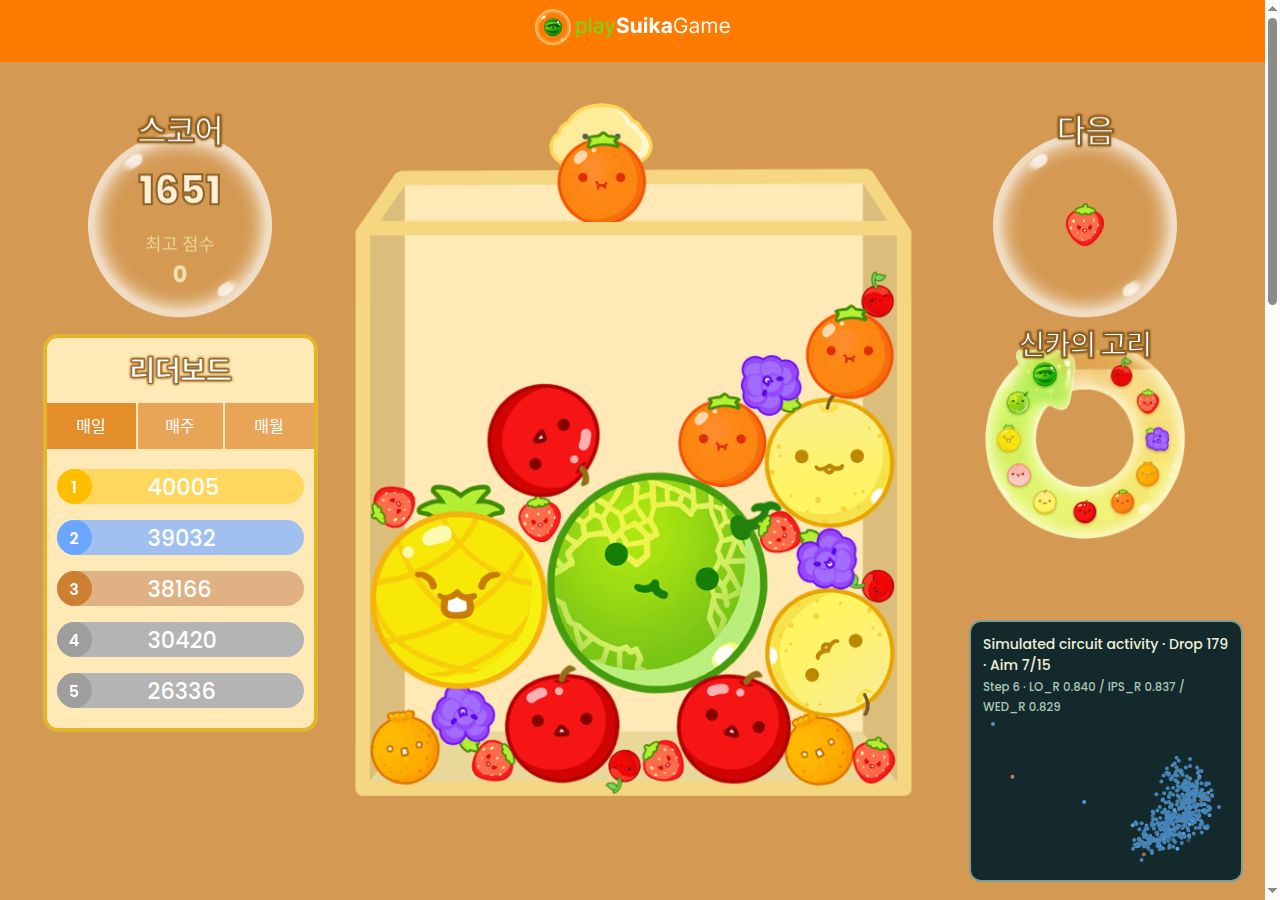 playSuikaGame
스코어
1651
최고 점수
0
리더보드
매일 매주 매월
1 40005
2 39032
3 38166
4 30420
5 26336
다음
신카의 고리
Simulated circuit activity · Drop 179
· Aim 7/15
Step 6 · LO_R 0.840 / IPS_R 0.837 /
WED_R 0.829